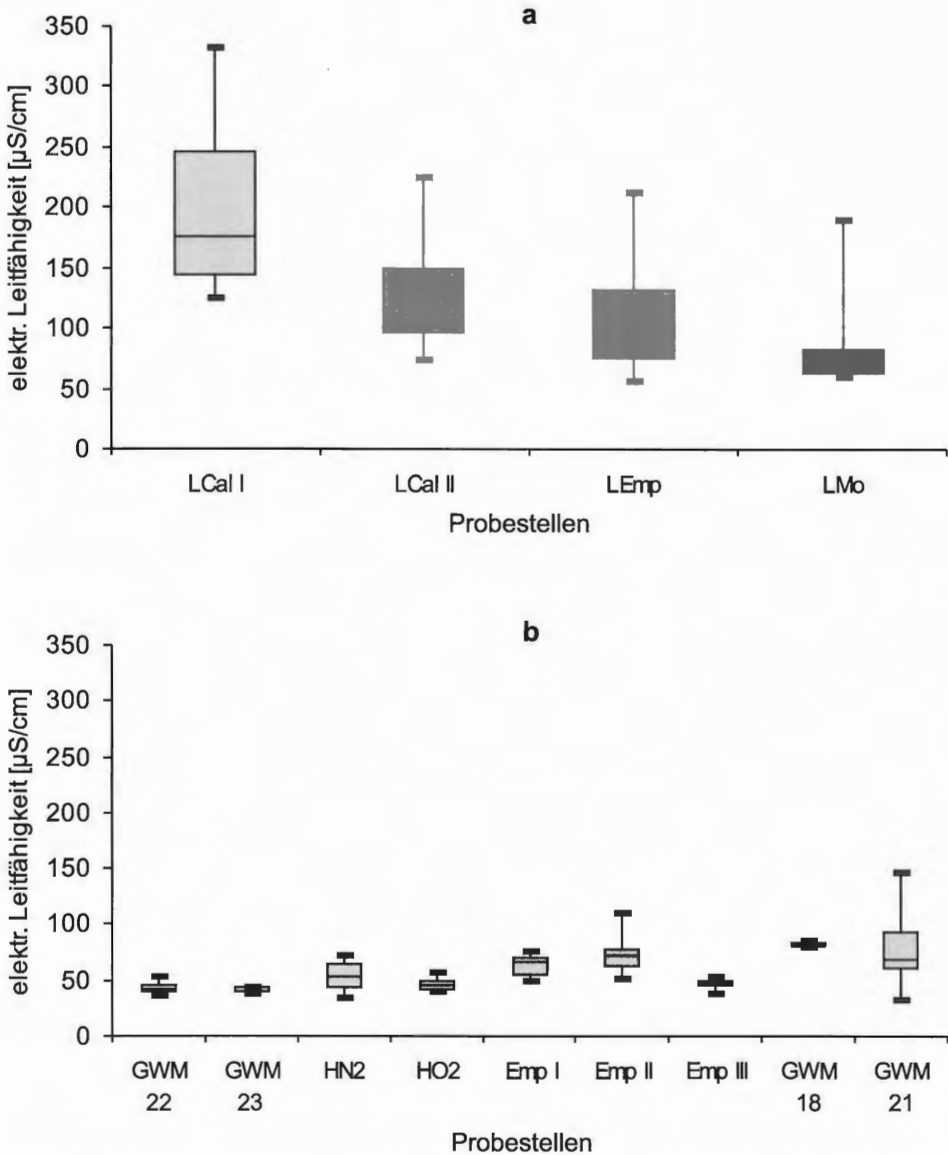 a
elektr. Leitfähigkeit [µS/cm]
350
300
250
200
150
100
50
0
LCal I LCal II LEmp LMo
Probestellen
b
elektr. Leitfähigkeit [µS/cm]
350
300
250
200
150
100
50
0
GWM GWM HN2 HO2 Emp I Emp II Emp III GWM GWM
22 23 18 21
Probestellen